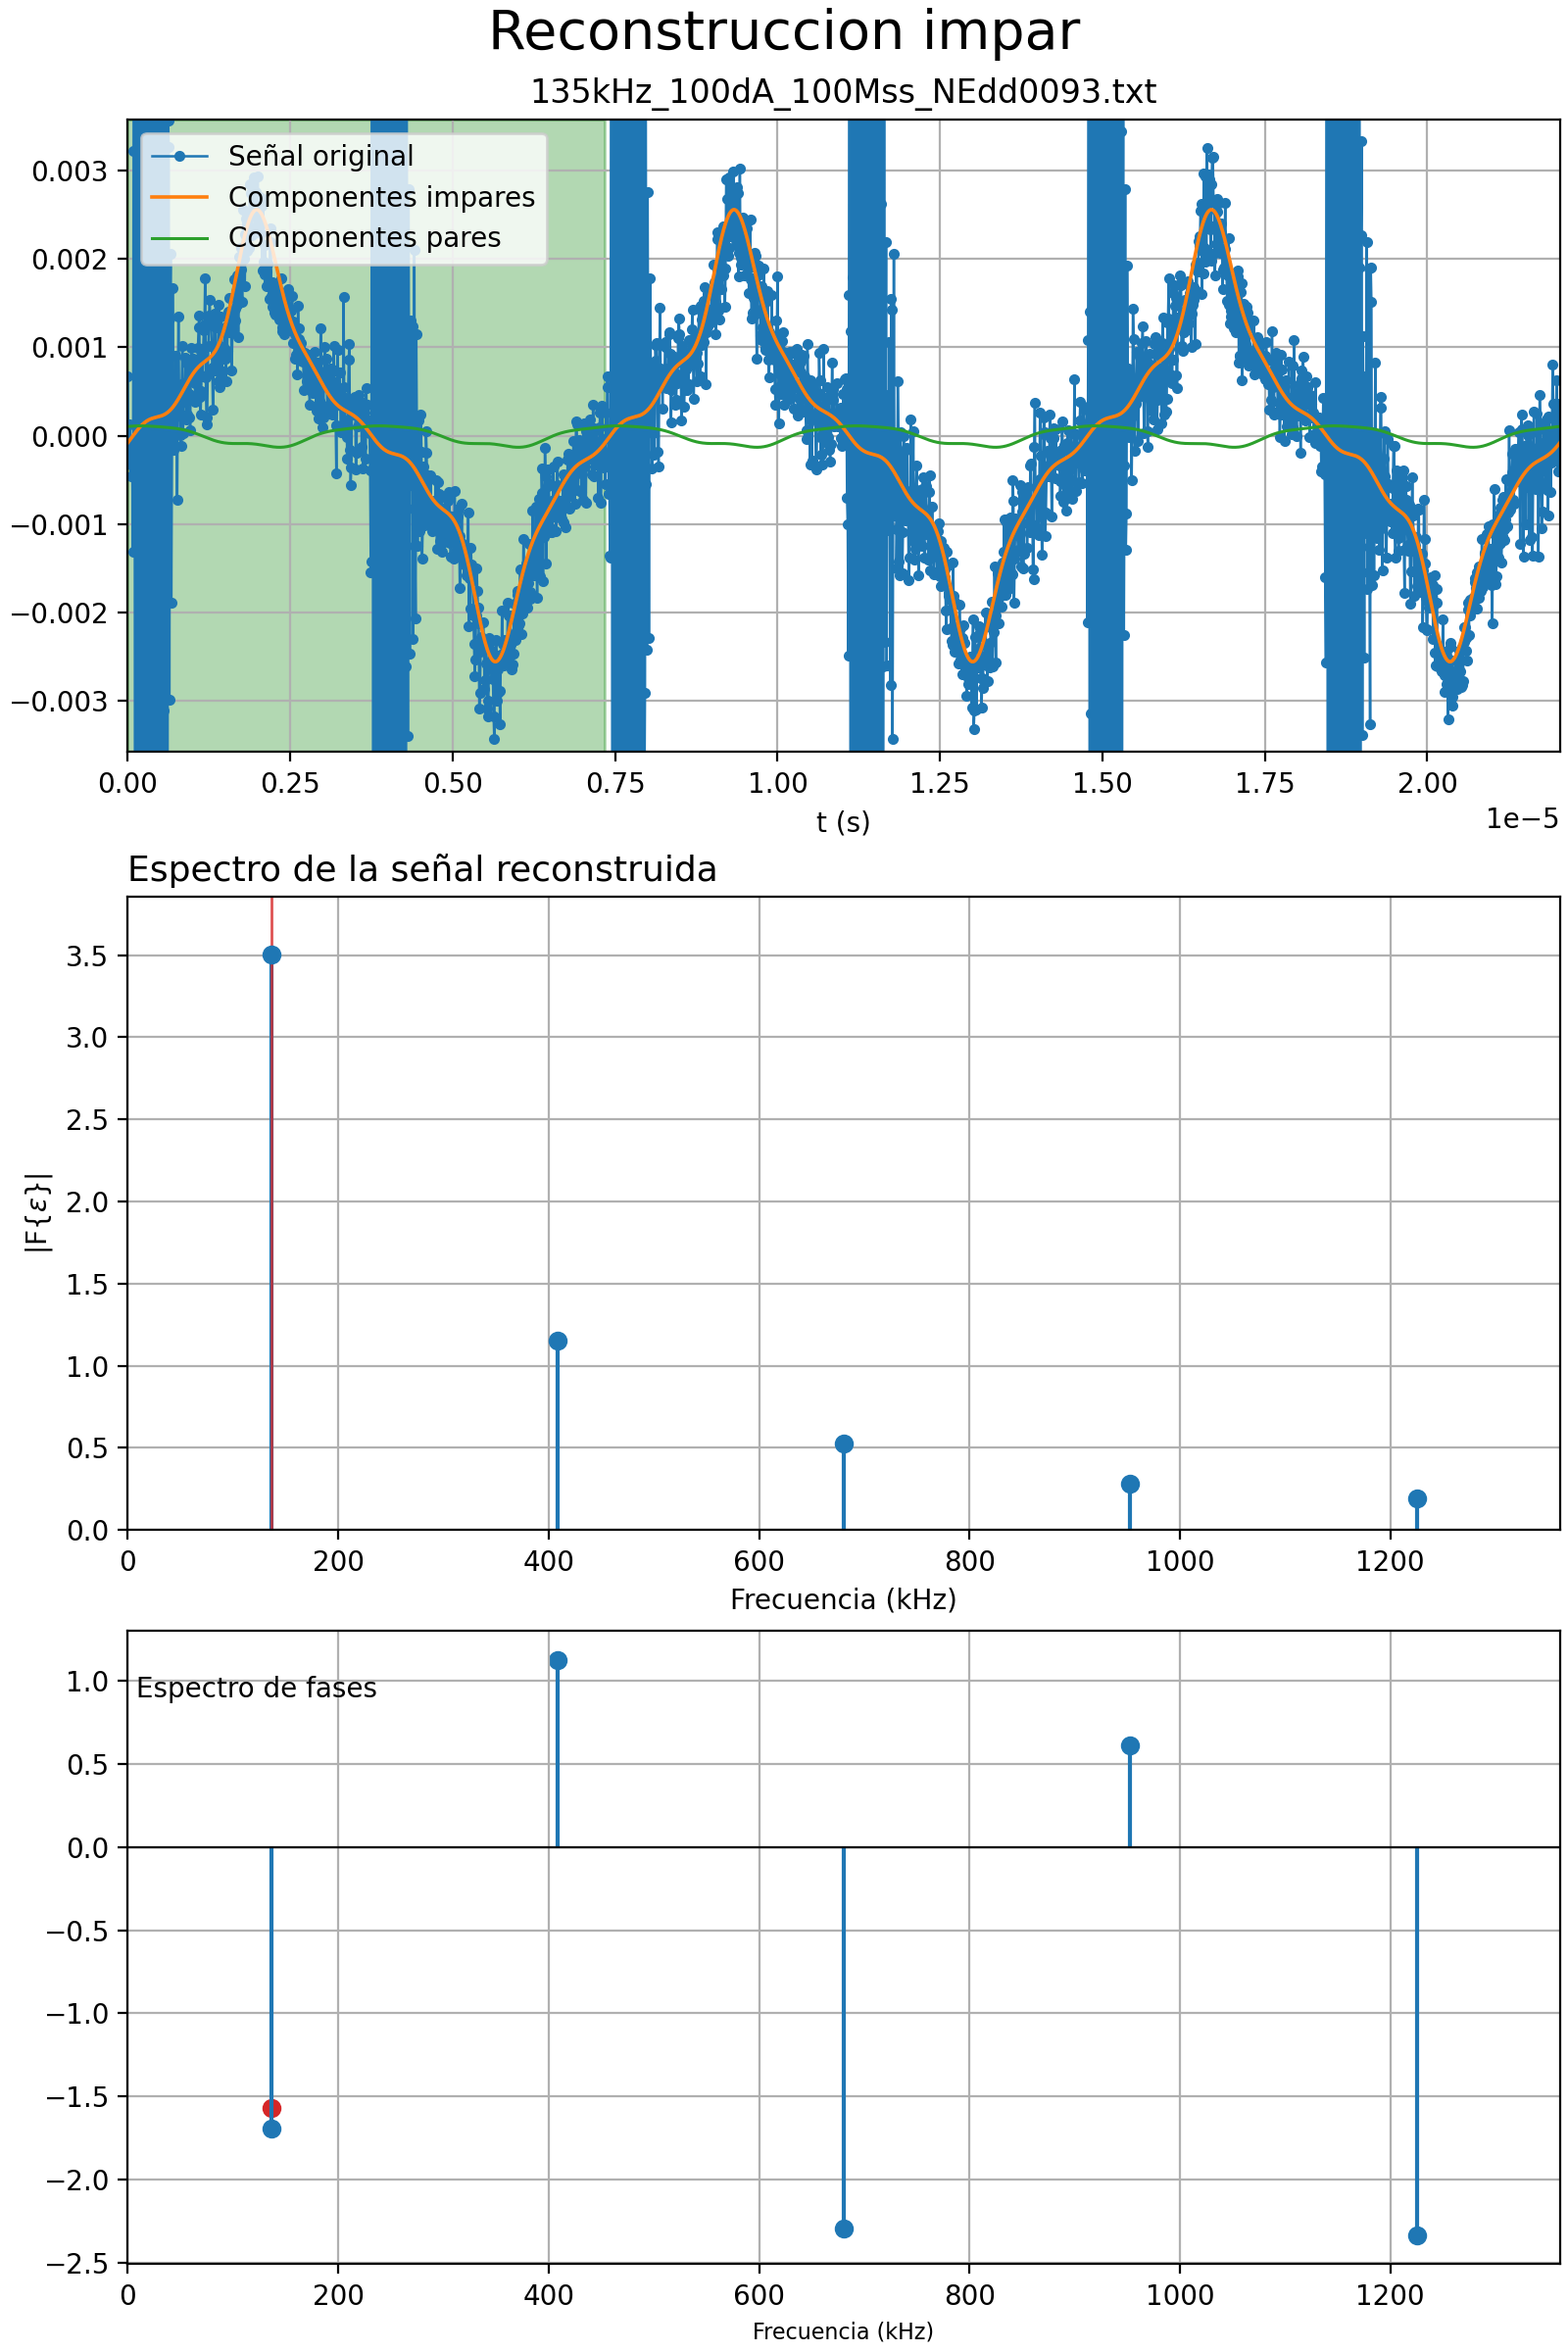 Reconstruccion impar
135kHz_100dA_100Mss_NEdd0093.txt
Señal original
Componentes impares
Componentes pares
0.003
0.002
0.001
0.000
−0.001
−0.002
−0.003
0.00 0.25 0.50 0.75 1.00 1.25 1.50 1.75 2.00
1e−5
t (s)
Espectro de la señal reconstruida
3.5
3.0
2.5
2.0
1.5
1.0
0.5
0.0
|F{ε}|
0 200 400 600 800 1000 1200
Frecuencia (kHz)
Espectro de fases
1.0
0.5
0.0
−0.5
−1.0
−1.5
−2.0
−2.5
0 200 400 600 800 1000 1200
Frecuencia (kHz)